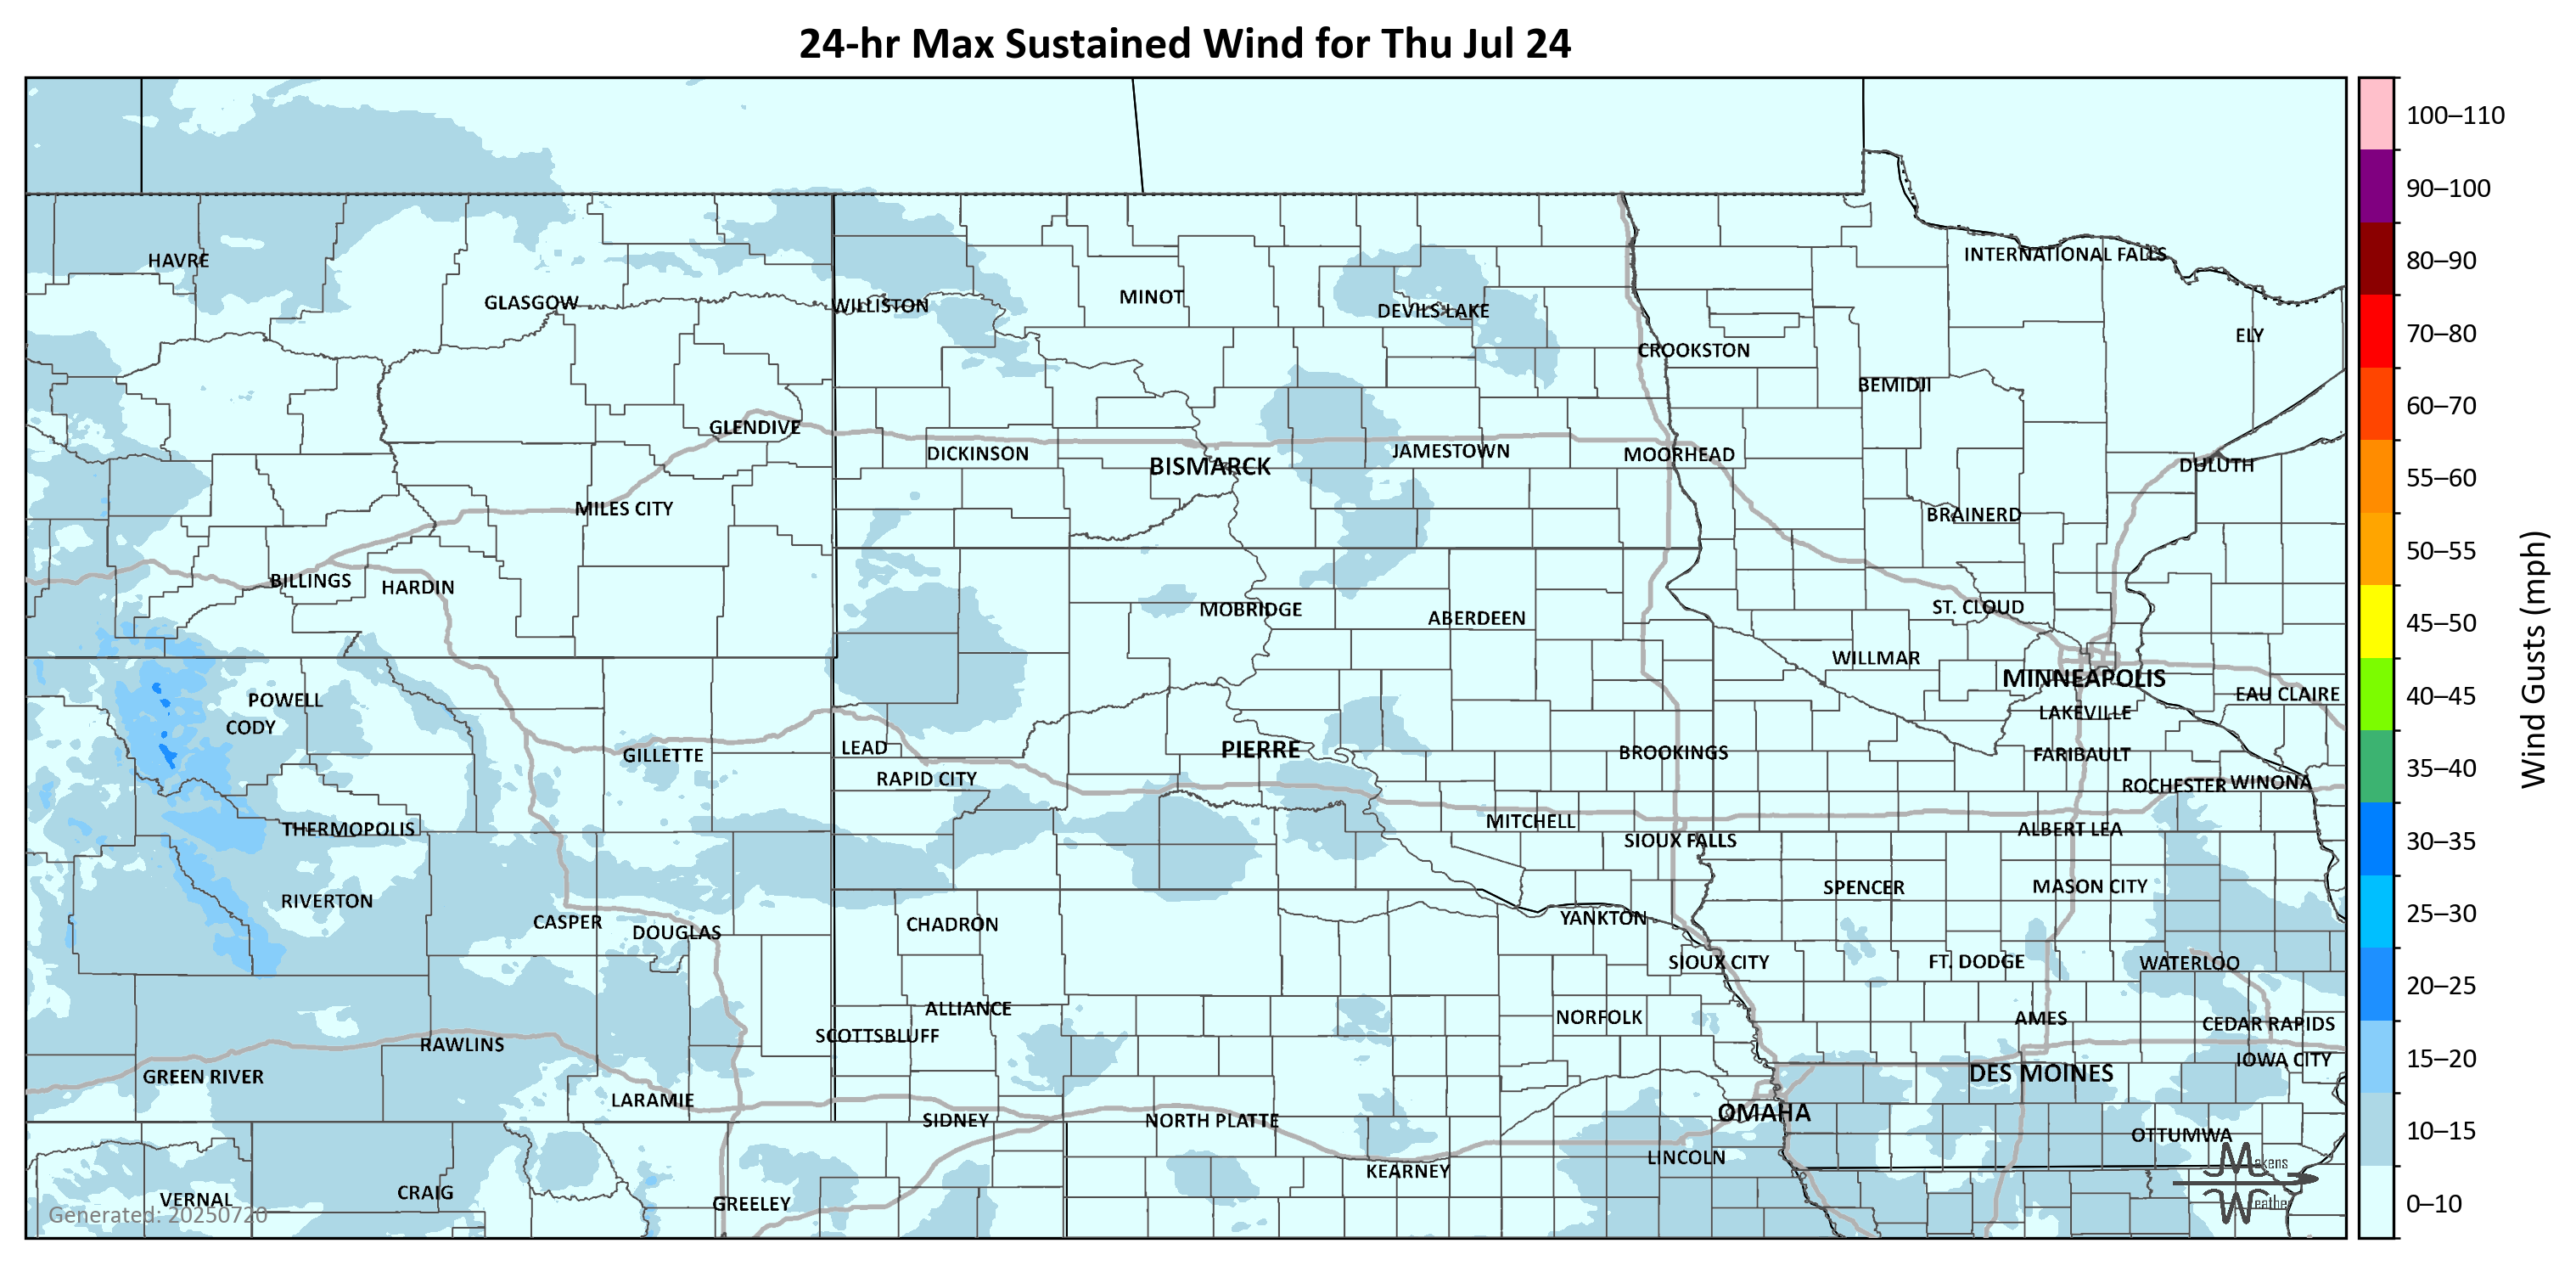 24-hr Max Sustained Wind for Thu Jul 24
100–110
90–100
80–90
70–80
60–70
55–60
50–55
45–50
40–45
35–40
30–35
25–30
20–25
15–20
10–15
0–10
Wind Gusts (mph)
HAVRE
GLASGOW
WILLISTON
MINOT
DEVILS LAKE
INTERNATIONAL FALLS
ELY
CROOKSTON
BEMIDJI
GLENDIVE
DICKINSON
BISMARCK
JAMESTOWN
MOORHEAD
DULUTH
MILES CITY
BRAINERD
BILLINGS
HARDIN
MOBRIDGE
ABERDEEN
ST. CLOUD
WILLMAR
MINNEAPOLIS
EAU CLAIRE
POWELL
CODY
LAKEVILLE
GILLETTE
LEAD
PIERRE
BROOKINGS
FARIBAULT
RAPID CITY
ROCHESTER
WINONA
THERMOPOLIS
MITCHELL
SIOUX FALLS
ALBERT LEA
RIVERTON
SPENCER
MASON CITY
CASPER
DOUGLAS
CHADRON
YANKTON
SIOUX CITY
FT. DODGE
WATERLOO
ALLIANCE
NORFOLK
AMES
CEDAR RAPIDS
SCOTTSBLUFF
RAWLINS
IOWA CITY
GREEN RIVER
DES MOINES
LARAMIE
SIDNEY
NORTH PLATTE
OMAHA
OTTUMWA
LINCOLN
KEARNEY
VERNAL
CRAIG
GREELEY
Generated: 20250720
Makens
Weather